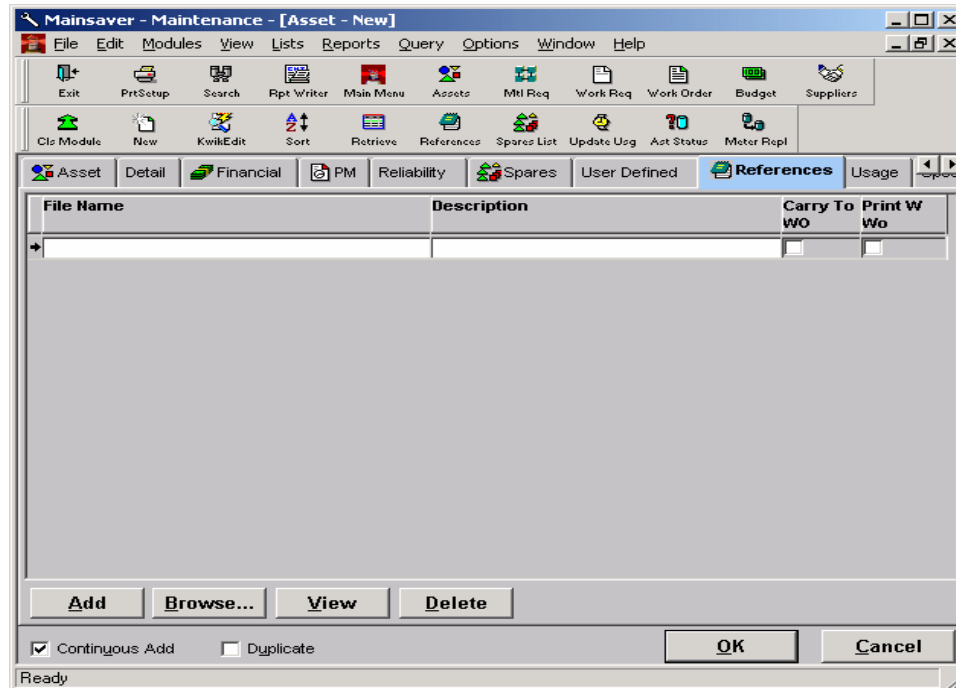 Mainsaver - Maintenance - [Asset - New]
File Edit Modules View Lists Reports Query Options Window Help
Exit PrtSetup Search Rpt Writer Main Menu Assets Mtl Req Work Req Work Order Budget Suppliers
Cls Module New KwikEdit Sort Retrieve References Spares List Update Usg Ast Status Meter Repl
Asset Detail Financial PM Reliability Spares User Defined References Usage
File Name Description Carry To WO Print W Wo
Add Browse... View Delete
Continuous Add Duplicate OK Cancel
Ready